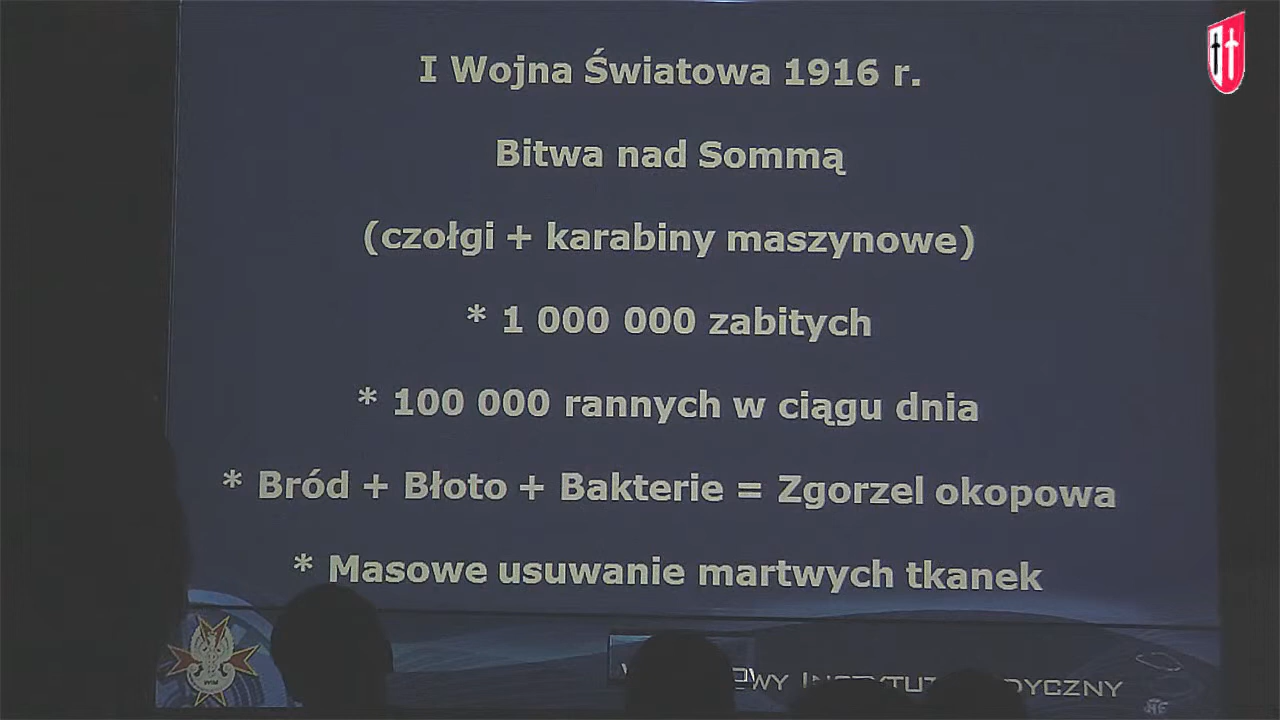 I Wojna Światowa 1916 r.
Bitwa nad Sommą
(czołgi + karabiny maszynowe)
* 1 000 000 zabitych
* 100 000 rannych w ciągu dnia
* Bród + Błoto + Bakterie = Zgorzel okopowa
* Masowe usuwanie martwych tkanek